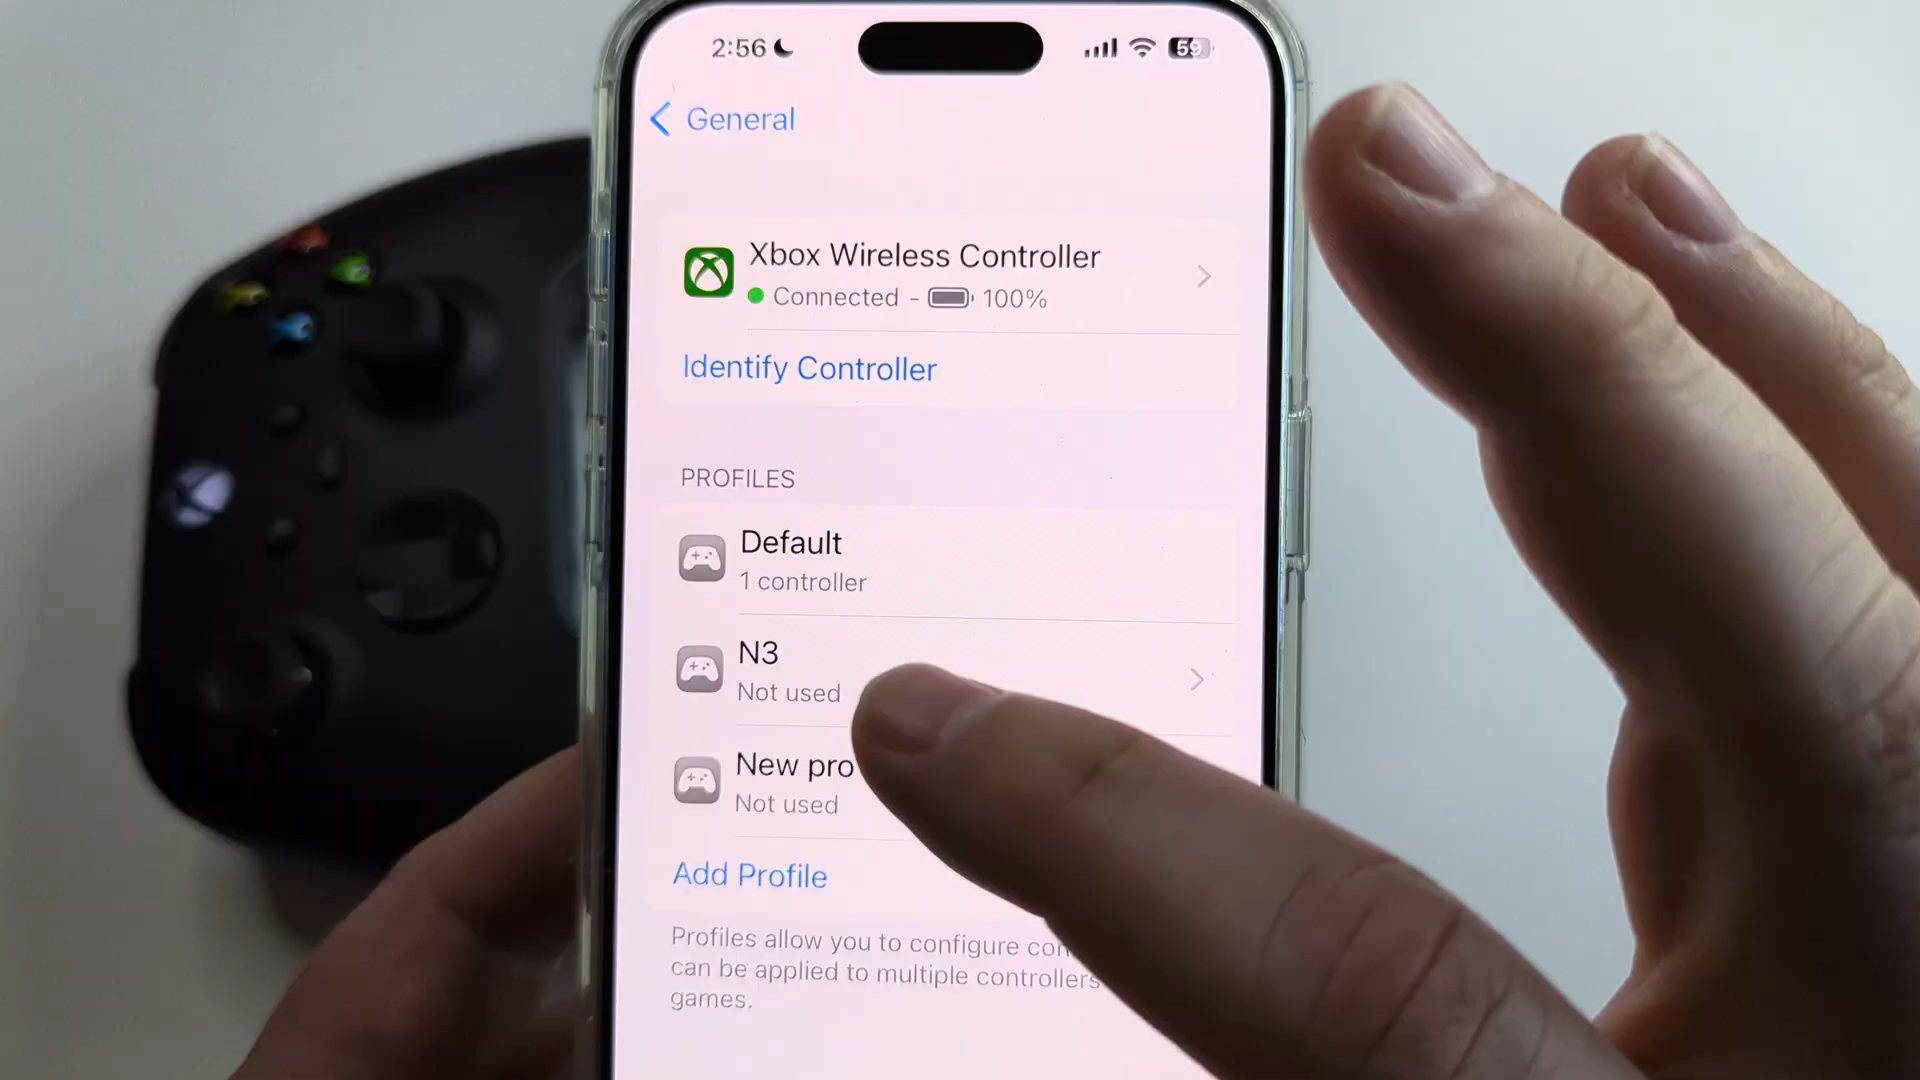 2:56
59
General
Xbox Wireless Controller
Connected - 100%
Identify Controller
PROFILES
Default
1 controller
N3
Not used
New pro
Not used
Add Profile
Profiles allow you to configure con
can be applied to multiple controllers
games.